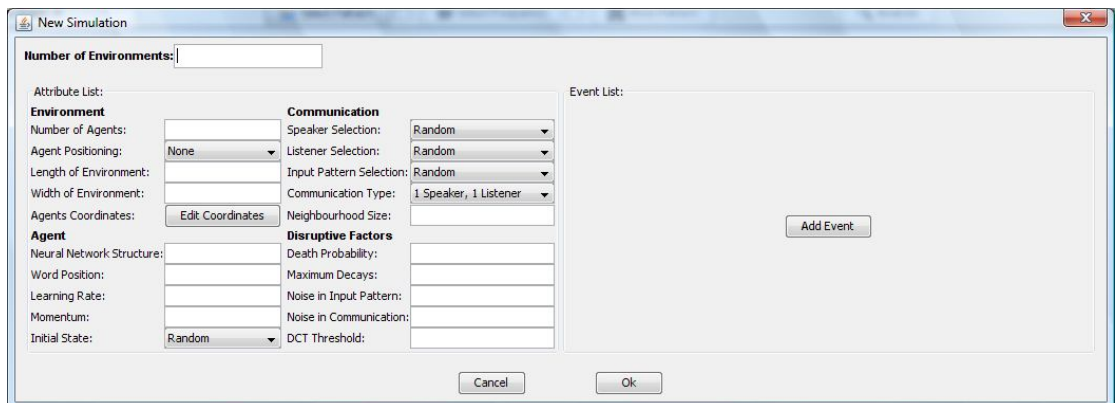 New Simulation
Number of Environments:
Attribute List:
Environment
Number of Agents:
Agent Positioning: None
Length of Environment:
Width of Environment:
Agents Coordinates: Edit Coordinates
Agent
Neural Network Structure:
Word Position:
Learning Rate:
Momentum:
Initial State: Random
Communication
Speaker Selection: Random
Listener Selection: Random
Input Pattern Selection: Random
Communication Type: 1 Speaker, 1 Listener
Neighbourhood Size:
Disruptive Factors
Death Probability:
Maximum Decays:
Noise in Input Pattern:
Noise in Communication:
DCT Threshold:
Event List:
Add Event
Cancel Ok